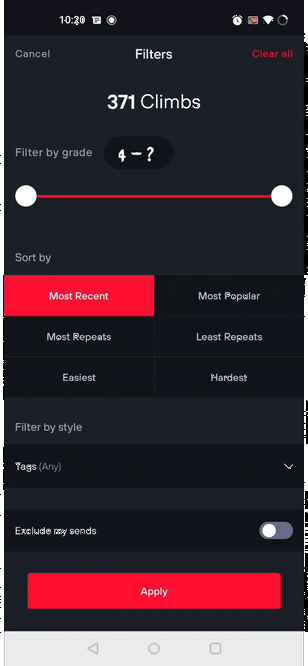 10:20
Cancel Filters Clear all
371 Climbs
Filter by grade 4 – ?
Sort by
Most Recent Most Popular
Most Repeats Least Repeats
Easiest Hardest
Filter by style
Tags (Any)
Exclude my sends
Apply